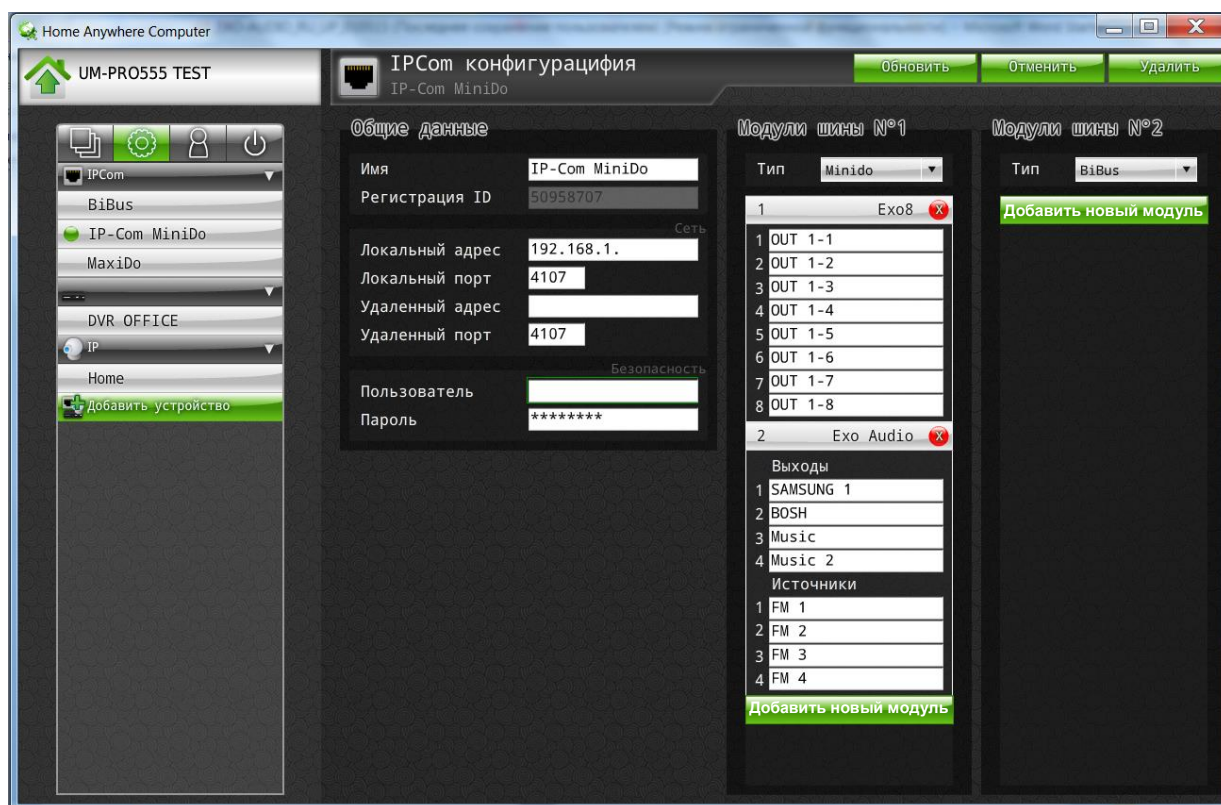 Home Anywhere Computer
UM-PRO555 TEST
IPCom конфигурацифия
IP-Com MiniDo
Обновить
Отменить
Удалить
IPCom
BiBus
IP-Com MiniDo
MaxiDo
DVR OFFICE
IP
Home
Добавить устройство
Общие данные
Имя IP-Com MiniDo
Регистрация ID 50958707
Сеть
Локальный адрес 192.168.1.
Локальный порт 4107
Удаленный адрес
Удаленный порт 4107
Безопасность
Пользователь
Пароль ********
Модули шины N°1
Тип Minido
1 Exo8 X
1 OUT 1-1
2 OUT 1-2
3 OUT 1-3
4 OUT 1-4
5 OUT 1-5
6 OUT 1-6
7 OUT 1-7
8 OUT 1-8
2 Exo Audio X
Выходы
1 SAMSUNG 1
2 BOSH
3 Music
4 Music 2
Источники
1 FM 1
2 FM 2
3 FM 3
4 FM 4
Добавить новый модуль
Модули шины N°2
Тип BiBus
Добавить новый модуль